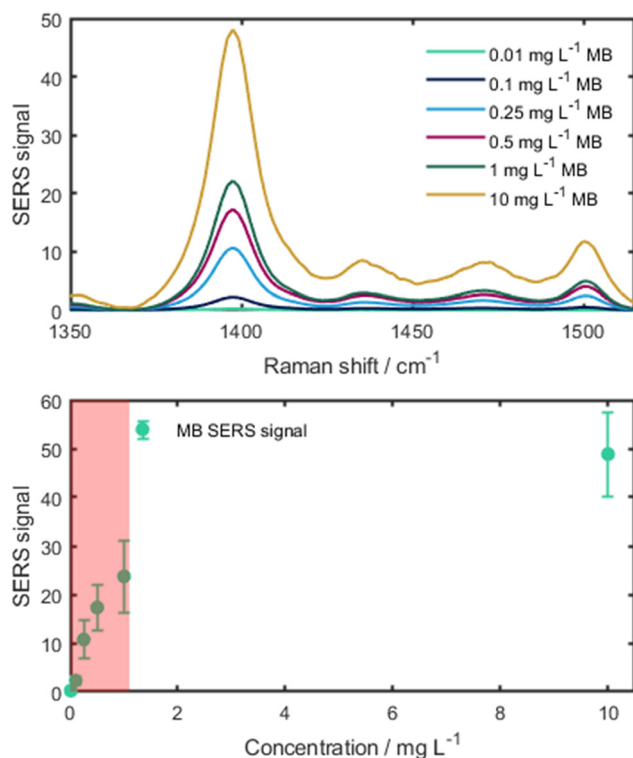 50
40
30
20
10
0
SERS signal
0.01 mg L⁻¹ MB
0.1 mg L⁻¹ MB
0.25 mg L⁻¹ MB
0.5 mg L⁻¹ MB
1 mg L⁻¹ MB
10 mg L⁻¹ MB
1350 1400 1450 1500
Raman shift / cm⁻¹
60
50
40
30
20
10
0
SERS signal
MB SERS signal
0 2 4 6 8 10
Concentration / mg L⁻¹